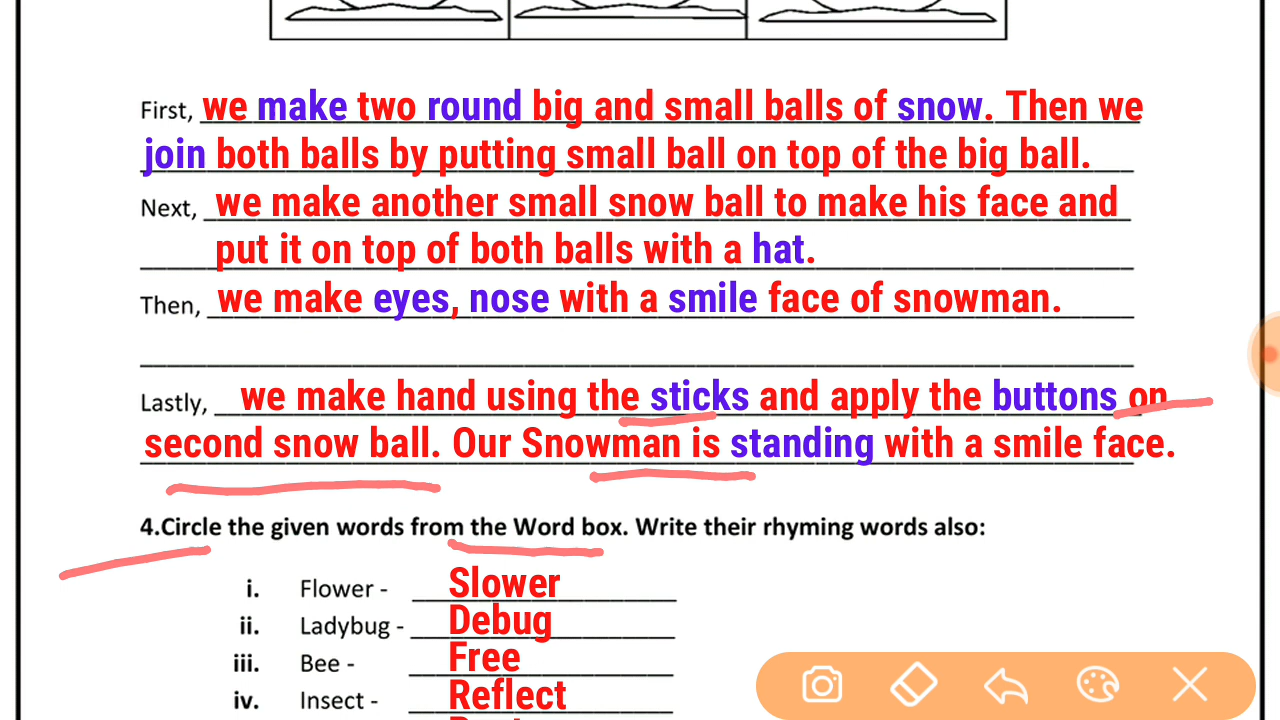 First, we make two round big and small balls of snow. Then we
join both balls by putting small ball on top of the big ball.
Next, we make another small snow ball to make his face and
put it on top of both balls with a hat.
Then, we make eyes, nose with a smile face of snowman.
Lastly, we make hand using the sticks and apply the buttons on
second snow ball. Our Snowman is standing with a smile face.
4.Circle the given words from the Word box. Write their rhyming words also:
i. Flower - Slower
ii. Ladybug - Debug
iii. Bee - Free
iv. Insect - Reflect